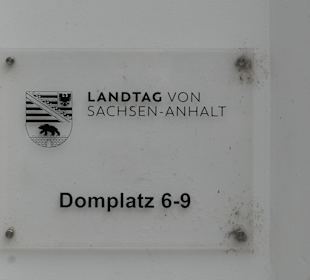 LANDTAG VON
SACHSEN-ANHALT
Domplatz 6-9